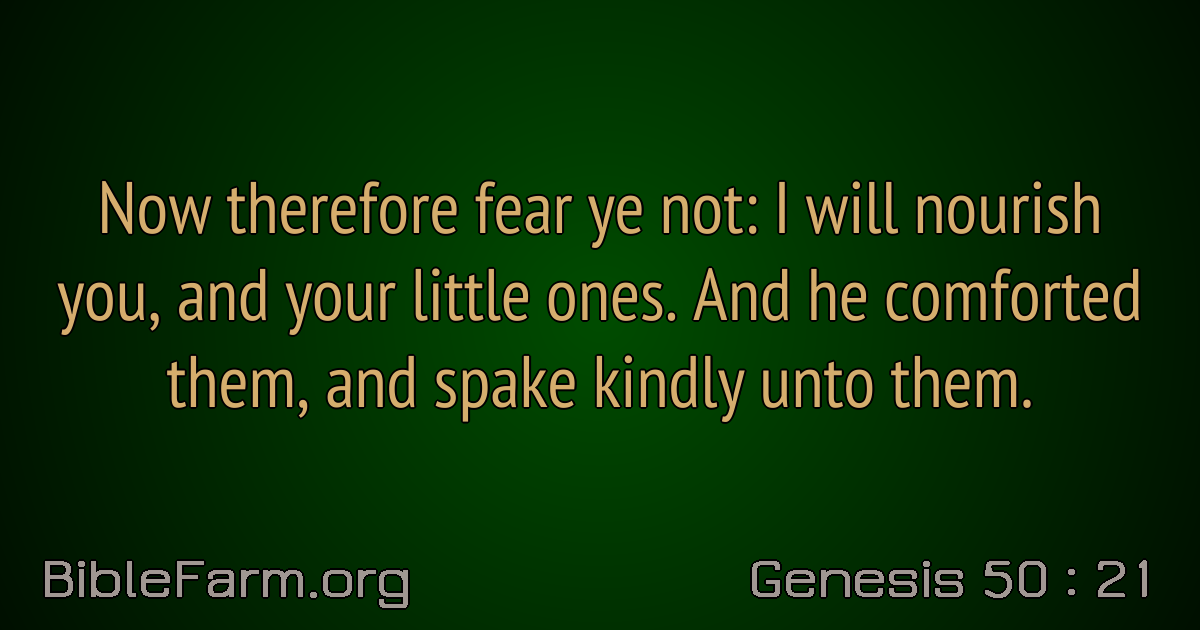 Now therefore fear ye not: I will nourish
you, and your little ones. And he comforted
them, and spake kindly unto them.
BibleFarm.org
Genesis 50 : 21